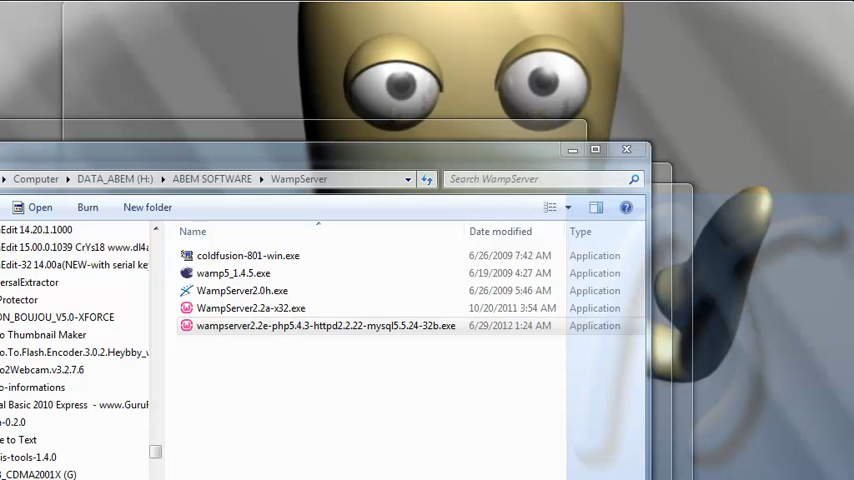 Computer DATA_ABEM (H:) ABEM SOFTWARE WampServer Search WampServer
Open Burn New folder
Name Date modified Type
coldfusion-801-win.exe 6/26/2009 7:42 AM Application
wamp5_1.4.5.exe 6/19/2009 4:27 AM Application
WampServer2.0h.exe 6/26/2009 5:46 AM Application
WampServer2.2a-x32.exe 10/20/2011 3:54 AM Application
wampserver2.2e-php5.4.3-httpd2.2.22-mysql5.5.24-32b.exe 6/29/2012 1:24 AM Application
Edit 14.20.1.1000
Edit 15.00.0.1039 CrYs18 www.dl4a
Edit-32 14.00a(NEW-with serial key
ersalExtractor
Protector
ON_BOUJOU_V5.0-XFORCE
o Thumbnail Maker
o.To.Flash.Encoder.3.0.2.Heybby_w
o2Webcam.v3.2.7.6
o-informations
al Basic 2010 Express - www.GuruF
o-0.2.0
e to Text
is-tools-1.4.0
_CDMA2001X (G)